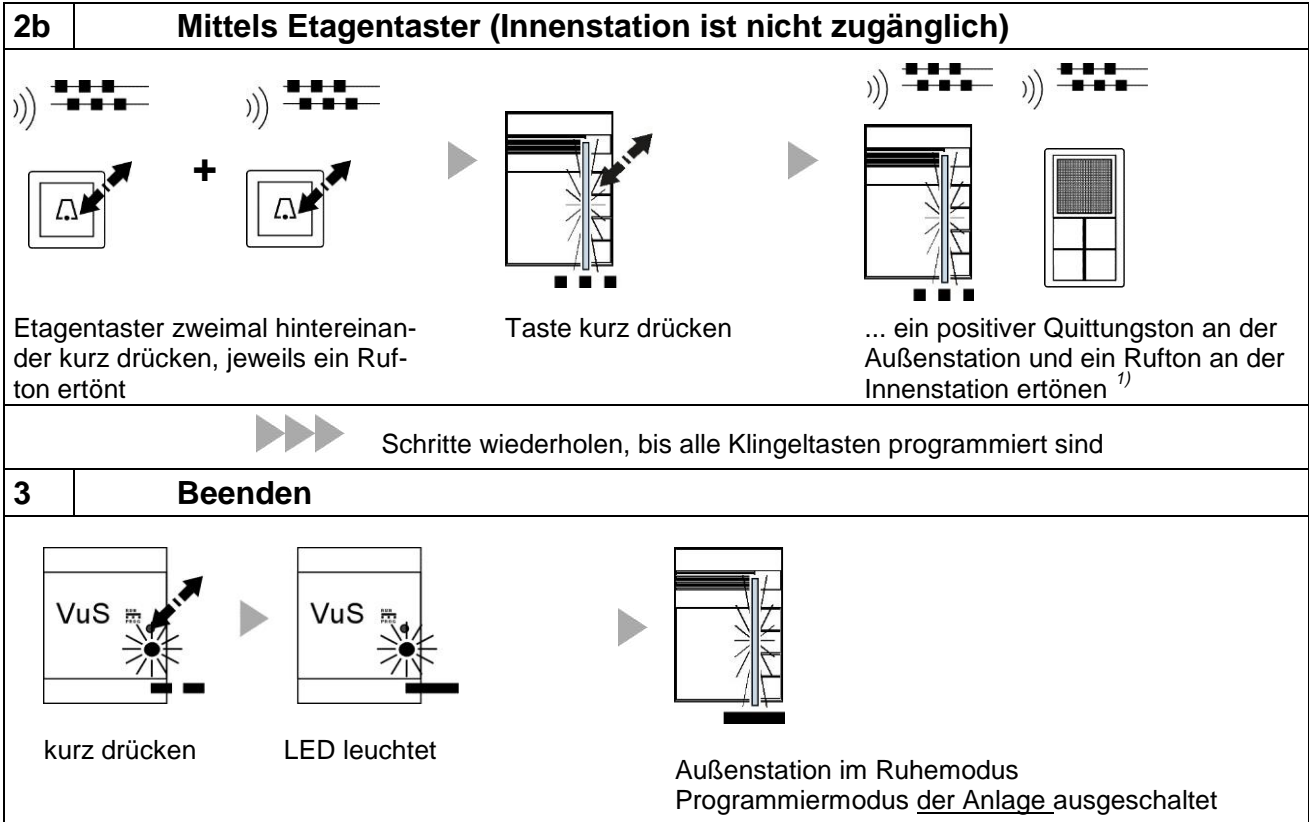 2b Mittels Etagentaster (Innenstation ist nicht zugänglich)
+
Etagentaster zweimal hintereinan-
der kurz drücken, jeweils ein Ruf-
ton ertönt
Taste kurz drücken
... ein positiver Quittungston an der
Außenstation und ein Rufton an der
Innenstation ertönen 1)
Schritte wiederholen, bis alle Klingeltasten programmiert sind
3 Beenden
VuS
VuS
kurz drücken
LED leuchtet
Außenstation im Ruhemodus
Programmiermodus der Anlage ausgeschaltet